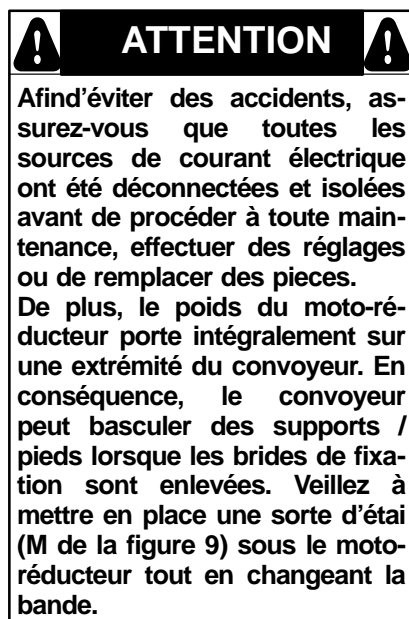 ATTENTION
Afind'éviter des accidents, as-
surez-vous que toutes les
sources de courant électrique
ont été déconnectées et isolées
avant de procéder à toute main-
tenance, effectuer des réglages
ou de remplacer des pieces.
De plus, le poids du moto-ré-
ducteur porte intégralement sur
une extrémité du convoyeur. En
conséquence, le convoyeur
peut basculer des supports /
pieds lorsque les brides de fixa-
tion sont enlevées. Veillez à
mettre en place une sorte d'étai
(M de la figure 9) sous le moto-
réducteur tout en changeant la
bande.